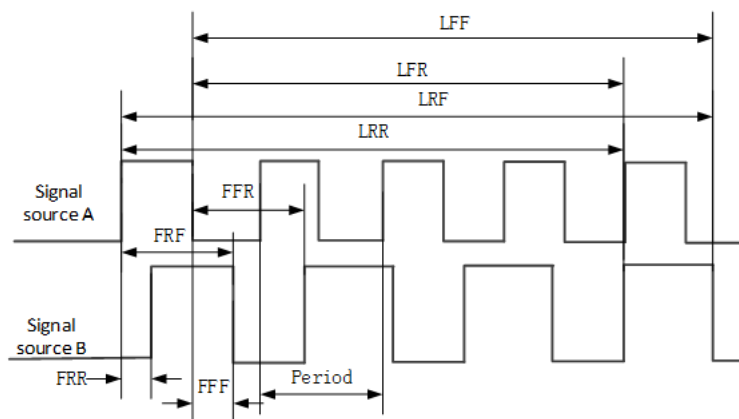 LFF
LFR
LRF
LRR
Signal
source A
FFR
FRF
Signal
source B
FRR
FFF
Period